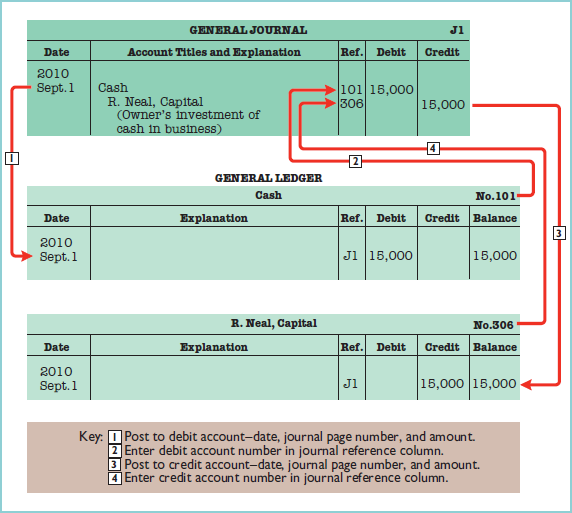 GENERAL JOURNAL J1
Date Account Titles and Explanation Ref. Debit Credit
2010
Sept. 1 Cash 101 15,000
R. Neal, Capital 306 15,000
(Owner's investment of
cash in business)
1
4
2
GENERAL LEDGER
Cash No.101
Date Explanation Ref. Debit Credit Balance
3
2010
Sept. 1 J1 15,000 15,000
R. Neal, Capital No.306
Date Explanation Ref. Debit Credit Balance
2010
Sept. 1 J1 15,000 15,000
Key: 1 Post to debit account–date, journal page number, and amount.
2 Enter debit account number in journal reference column.
3 Post to credit account–date, journal page number, and amount.
4 Enter credit account number in journal reference column.